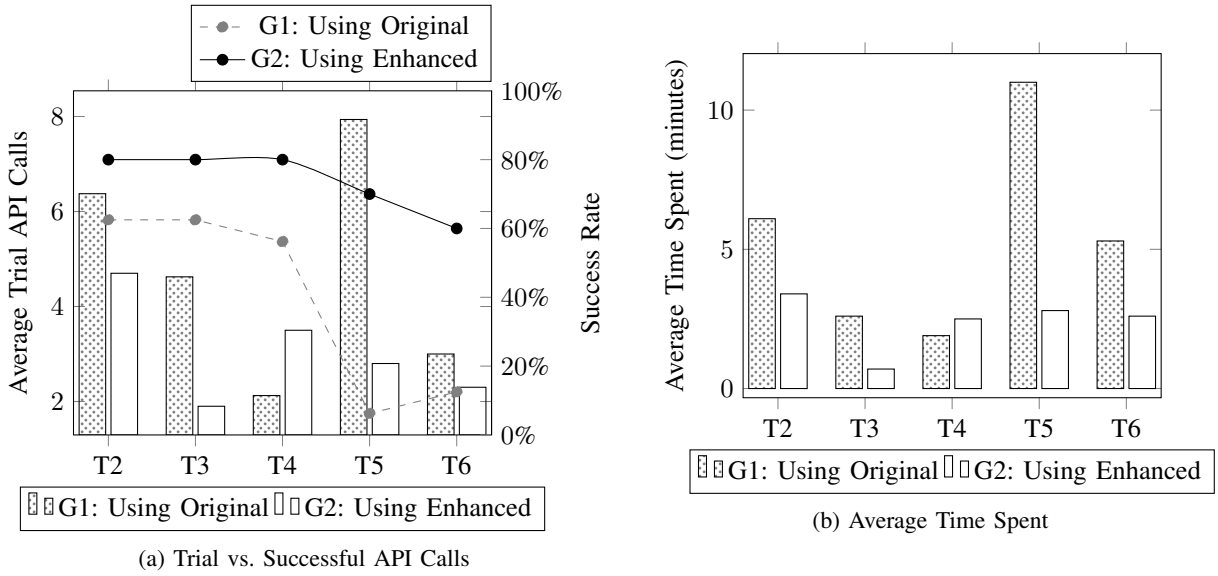 G1: Using Original
G2: Using Enhanced
Average Trial API Calls
8
6
4
2
100%
80%
60%
40%
20%
0%
Success Rate
T2 T3 T4 T5 T6
G1: Using Original G2: Using Enhanced
(a) Trial vs. Successful API Calls
Average Time Spent (minutes)
10
5
0
T2 T3 T4 T5 T6
G1: Using Original G2: Using Enhanced
(b) Average Time Spent